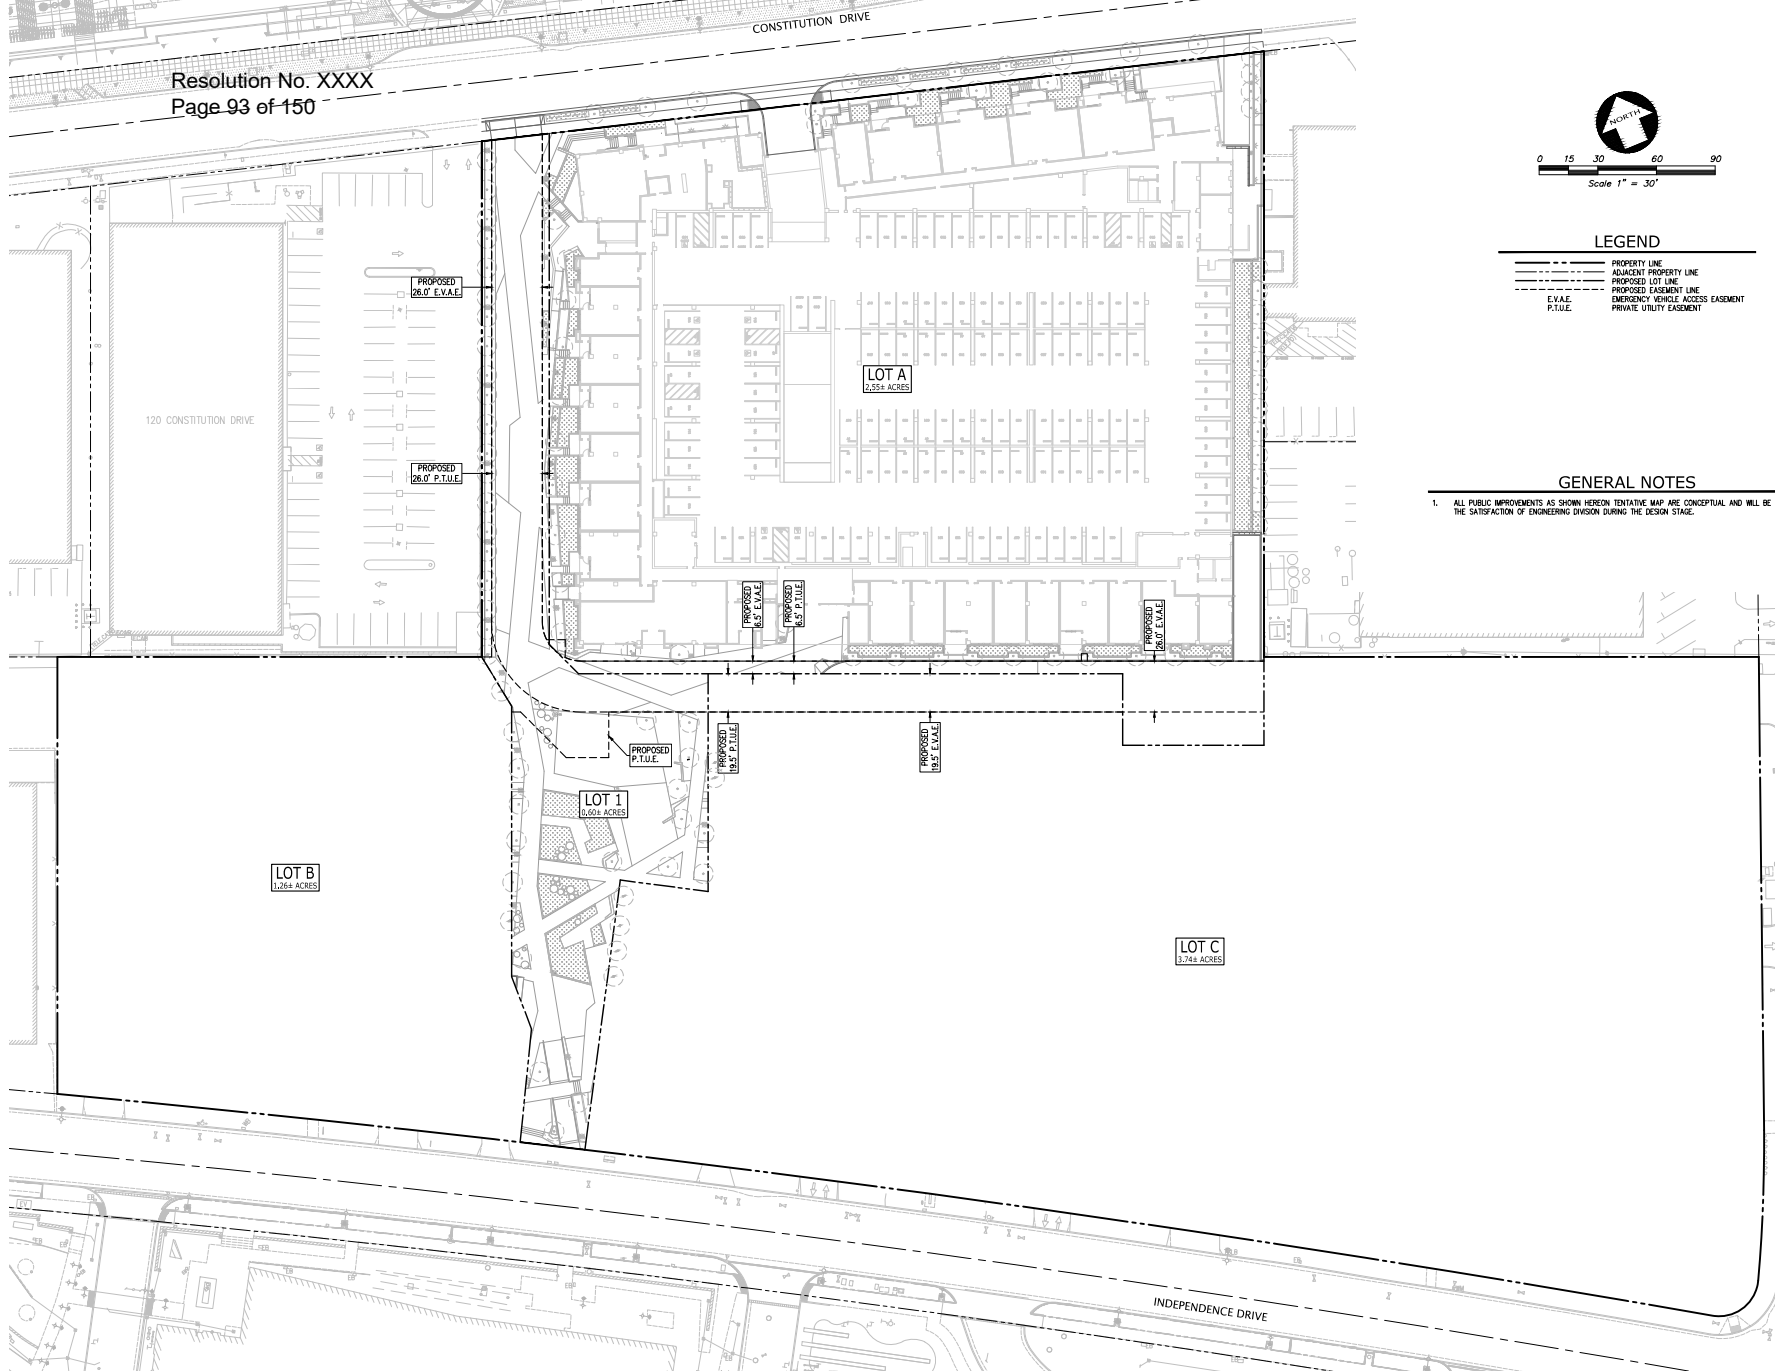 CONSTITUTION DRIVE
Resolution No. XXXX
Page 93 of 150
NORTH
0 15 30 60 90
Scale 1" = 30'
LEGEND
PROPERTY LINE
ADJACENT PROPERTY LINE
PROPOSED LOT LINE
PROPOSED EASEMENT LINE
E.V.A.E. EMERGENCY VEHICLE ACCESS EASEMENT
P.T.U.E. PRIVATE UTILITY EASEMENT
PROPOSED
26.0' E.V.A.E.
LOT A
2.55± ACRES
120 CONSTITUTION DRIVE
PROPOSED
26.0' P.T.U.E.
GENERAL NOTES
1. ALL PUBLIC IMPROVEMENTS AS SHOWN HEREON TENTATIVE MAP ARE CONCEPTUAL AND WILL BE
THE SATISFACTION OF ENGINEERING DIVISION DURING THE DESIGN STAGE.
PROPOSED
6.5' E.V.A.E.
PROPOSED
6.5' P.T.U.E.
PROPOSED
26.0' E.V.A.E.
PROPOSED
19.5' P.T.U.E.
PROPOSED
19.5' E.V.A.E.
PROPOSED
P.T.U.E.
LOT 1
0.60± ACRES
LOT B
1.26± ACRES
LOT C
3.74± ACRES
INDEPENDENCE DRIVE